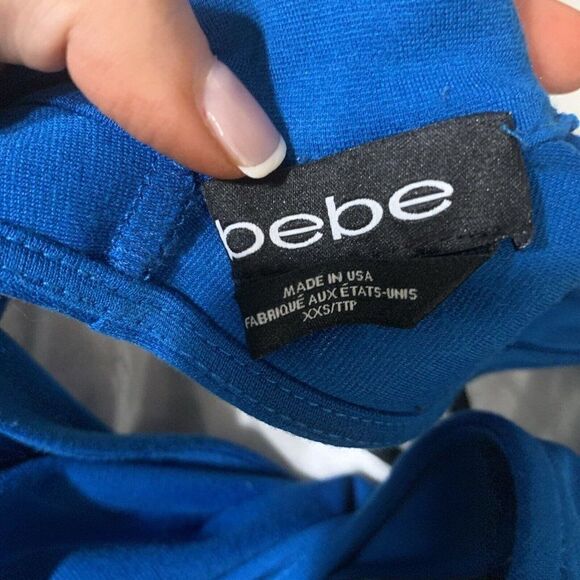 bebe
MADE IN USA
FABRIQUÉ AUX ÉTATS-UNIS
XXS/TTP